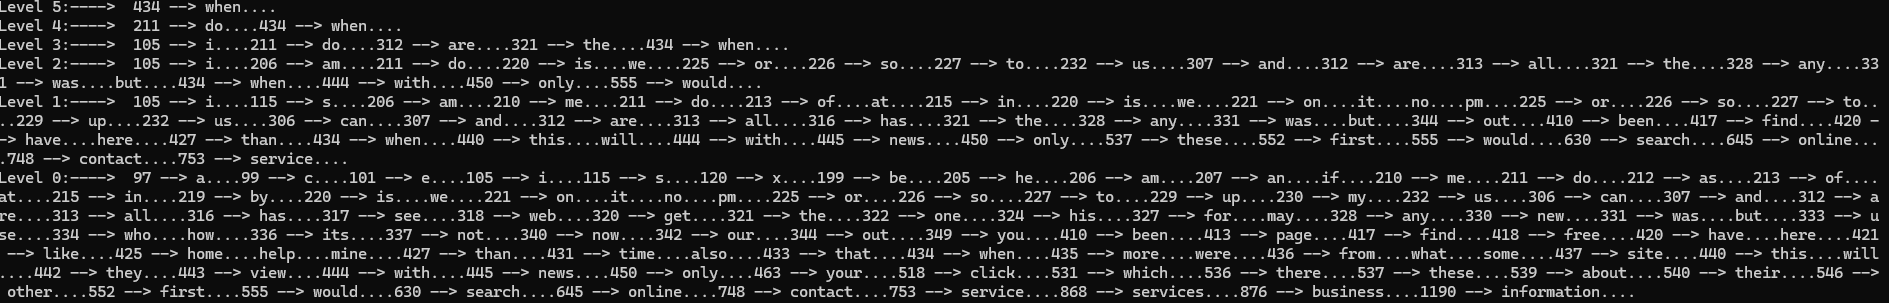 Level 5:---->  434 --> when....
Level 4:---->  211 --> do....434 --> when....
Level 3:---->  105 --> i....211 --> do....312 --> are....321 --> the....434 --> when....
Level 2:---->  105 --> i....206 --> am....211 --> do....220 --> is....we....225 --> or....226 --> so....227 --> to....232 --> us....307 --> and....312 --> are....313 --> all....321 --> the....328 --> any....33
1 --> was....but....434 --> when....444 --> with....450 --> only....555 --> would....
Level 1:---->  105 --> i....115 --> s....206 --> am....210 --> me....211 --> do....213 --> of....at....215 --> in....220 --> is....we....221 --> on....it....no....pm....225 --> or....226 --> so....227 --> to..
..229 --> up....232 --> us....306 --> can....307 --> and....312 --> are....313 --> all....316 --> has....321 --> the....328 --> any....331 --> was....but....344 --> out....410 --> been....417 --> find....420 -
-> have....here....427 --> than....434 --> when....440 --> this....will....444 --> with....445 --> news....450 --> only....537 --> these....552 --> first....555 --> would....630 --> search....645 --> online...
.748 --> contact....753 --> service....
Level 0:---->  97 --> a....99 --> c....101 --> e....105 --> i....115 --> s....120 --> x....199 --> be....205 --> he....206 --> am....207 --> an....if....210 --> me....211 --> do....212 --> as....213 --> of....
at....215 --> in....219 --> by....220 --> is....we....221 --> on....it....no....pm....225 --> or....226 --> so....227 --> to....229 --> up....230 --> my....232 --> us....306 --> can....307 --> and....312 --> a
re....313 --> all....316 --> has....317 --> see....318 --> web....320 --> get....321 --> the....322 --> one....324 --> his....327 --> for....may....328 --> any....330 --> new....331 --> was....but....333 --> u
se....334 --> who....how....336 --> its....337 --> not....340 --> now....342 --> our....344 --> out....349 --> you....410 --> been....413 --> page....417 --> find....418 --> free....420 --> have....here....421
 --> like....425 --> home....help....mine....427 --> than....431 --> time....also....433 --> that....434 --> when....435 --> more....were....436 --> from....what....some....437 --> site....440 --> this....will
....442 --> they....443 --> view....444 --> with....445 --> news....450 --> only....463 --> your....518 --> click....531 --> which....536 --> there....537 --> these....539 --> about....540 --> their....546 -->
 other....552 --> first....555 --> would....630 --> search....645 --> online....748 --> contact....753 --> service....868 --> services....876 --> business....1190 --> information....